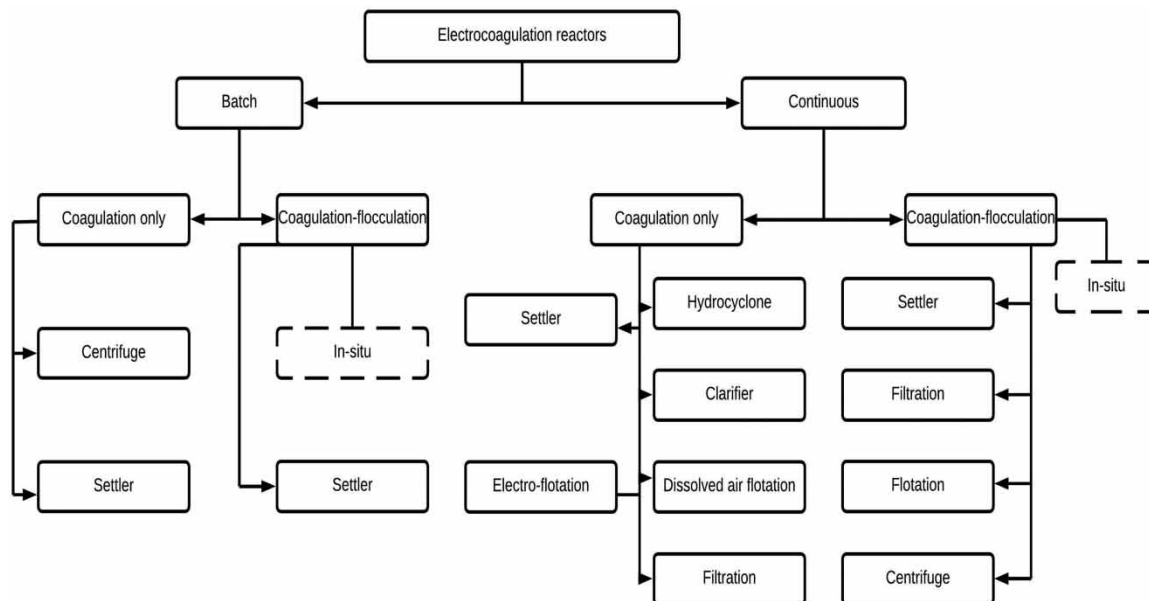 Electrocoagulation reactors
Batch
Continuous
Coagulation only
Coagulation-flocculation
Coagulation only
Coagulation-flocculation
In-situ
Hydrocyclone
Settler
Settler
Centrifuge
In-situ
Clarifier
Filtration
Settler
Settler
Electro-flotation
Dissolved air flotation
Flotation
Filtration
Centrifuge